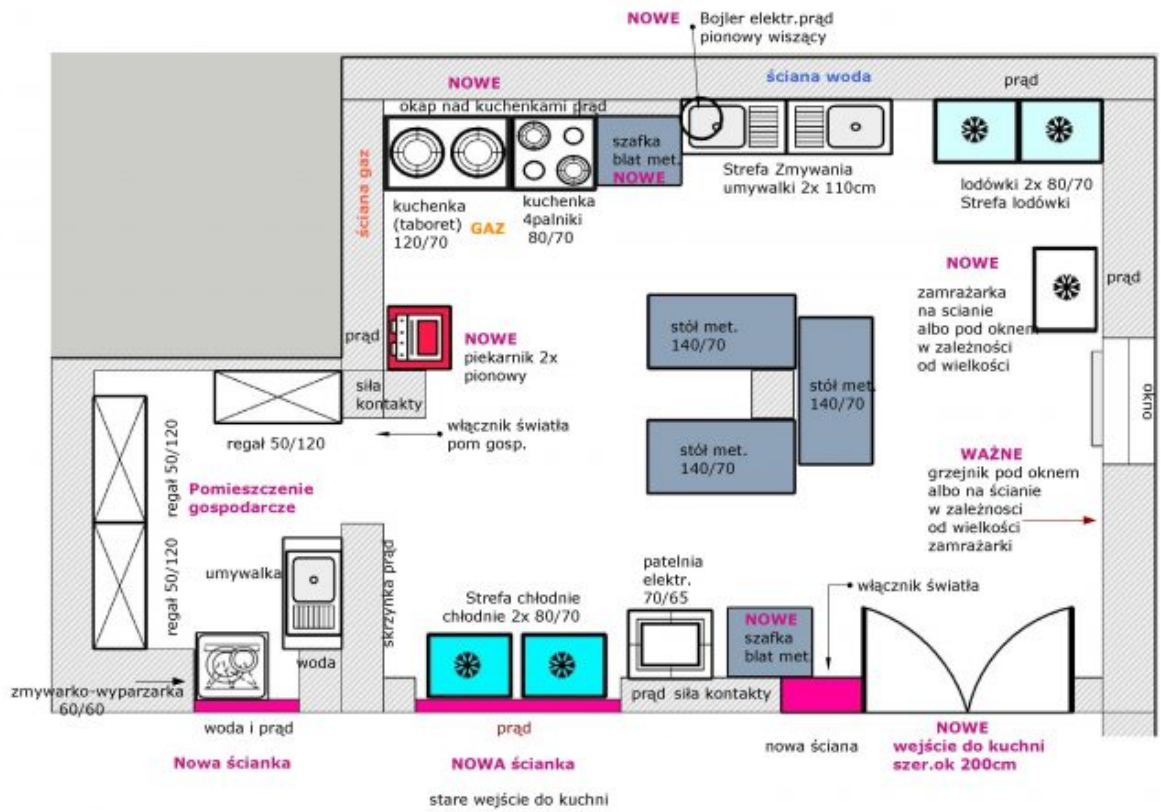 NOWE
Bojler elektr.prąd
pionowy wiszący
NOWE
ściana woda
prąd
okap nad kuchenkami prąd
ściana gaz
szafka
blat met.
NOWE
Strefa Zmywania
umywalki 2x 110cm
lodówki 2x 80/70
Strefa lodówki
kuchenka
(taboret)
120/70
GAZ
kuchenka
4palniki
80/70
NOWE
zamrażarka
na scianie
albo pod oknem
w zależności
od wielkości
prąd
prąd
NOWE
piekarnik 2x
pionowy
stół met.
140/70
stół met.
140/70
stół met.
140/70
okno
siła
kontakty
włącznik światła
pom gosp.
regał 50/120
regał 50/120
regał 50/120
Pomieszczenie
gospodarcze
WAŻNE
grzejnik pod oknem
albo na ścianie
w zależnosci
od wielkości
zamrażarki
umywalka
skrzynka prąd
Strefa chłodnie
chłodnie 2x 80/70
patelnia
elektr.
70/65
włącznik światła
NOWE
szafka
blat met.
woda
zmywarko-wyparzarka
60/60
prąd siła kontakty
woda i prąd
prąd
nowa ściana
NOWE
wejście do kuchni
szer.ok 200cm
Nowa ścianka
NOWA ścianka
stare wejście do kuchni